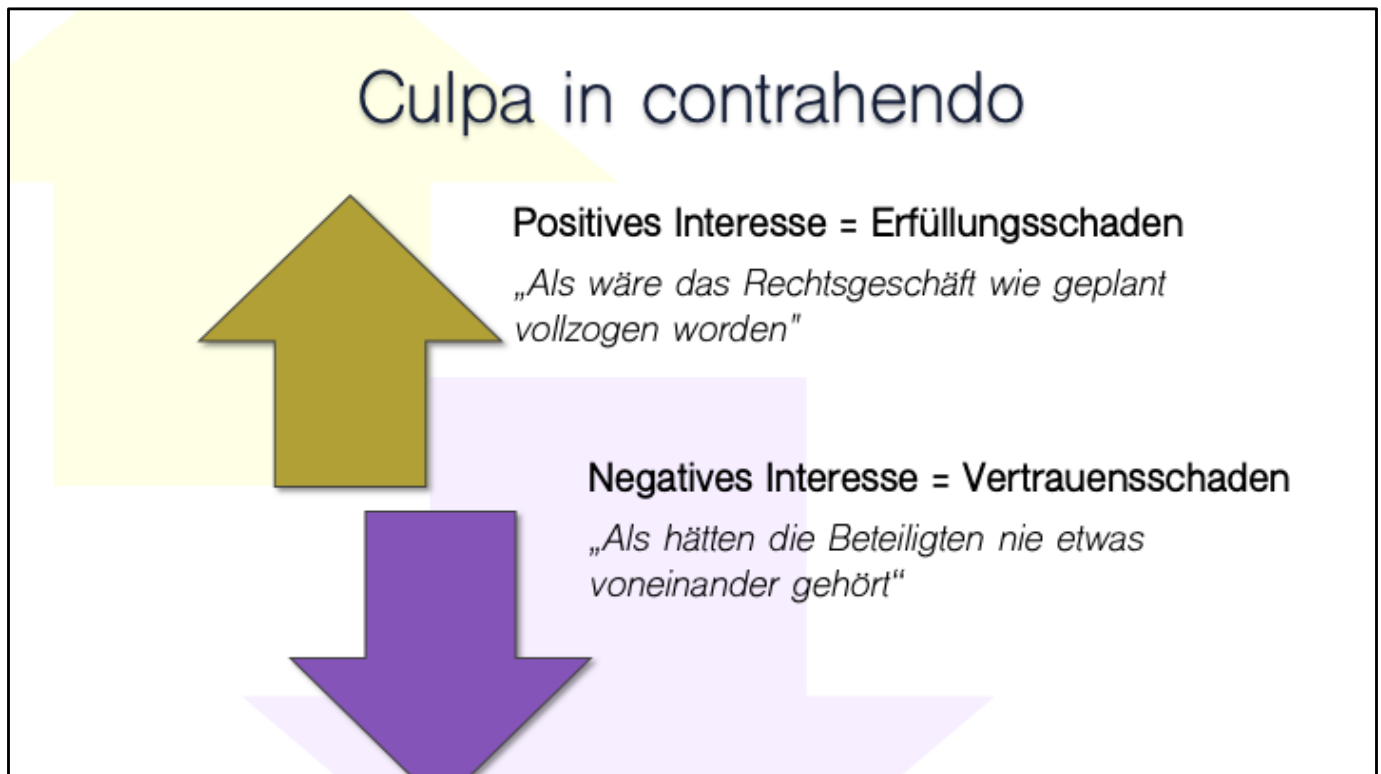 Culpa in contrahendo
Positives Interesse = Erfüllungsschaden
„Als wäre das Rechtsgeschäft wie geplant
vollzogen worden"
Negatives Interesse = Vertrauensschaden
„Als hätten die Beteiligten nie etwas
voneinander gehört“